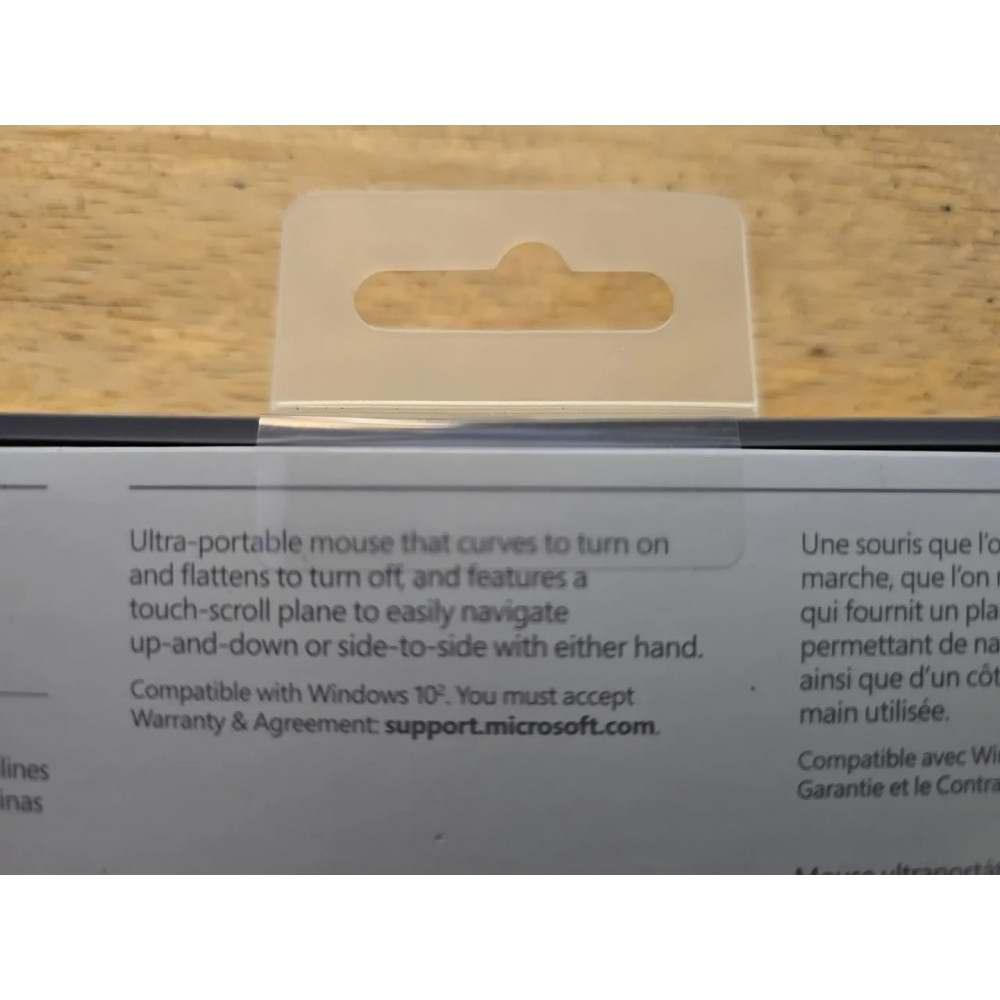 Ultra-portable mouse that curves to turn on
and flattens to turn off, and features a
touch-scroll plane to easily navigate
up-and-down or side-to-side with either hand.
Compatible with Windows 10². You must accept
Warranty & Agreement: support.microsoft.com.
lines
inas
Une souris que l'o
marche, que l'on
qui fournit un pla
permettant de na
ainsi que d'un côt
main utilisée.
Compatible avec Wi
Garantie et le Contra
Mouse ultraportát